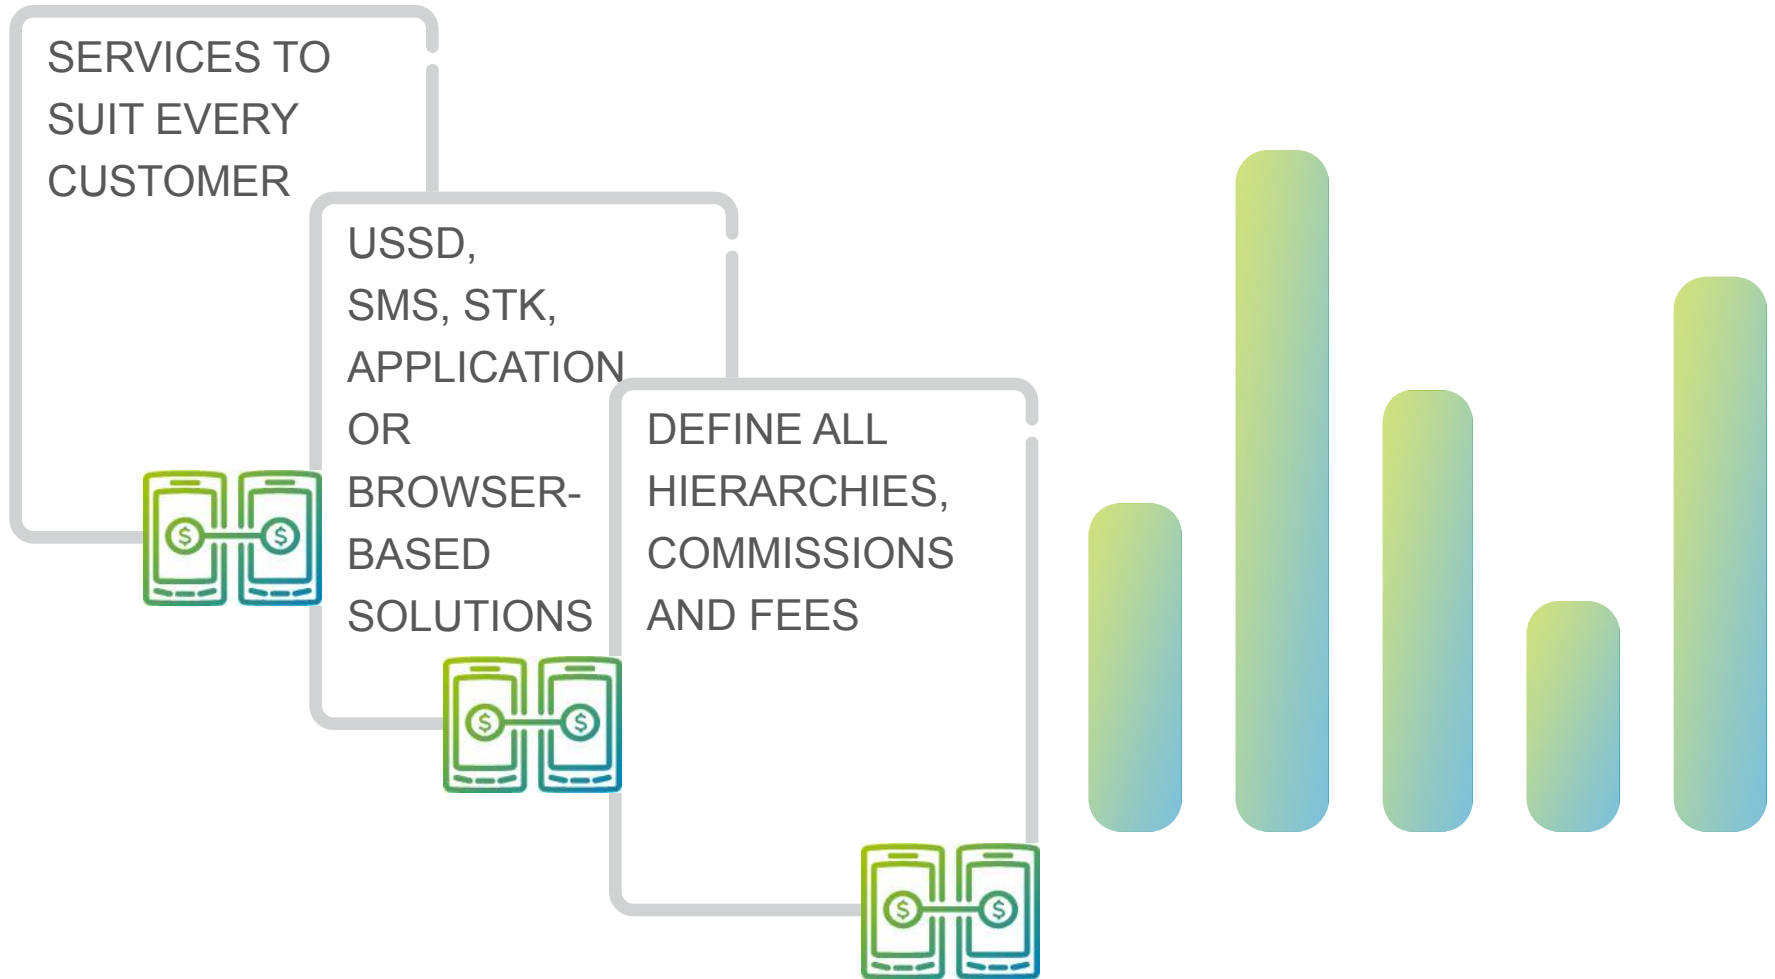 SERVICES TO
SUIT EVERY
CUSTOMER
USSD,
SMS, STK,
APPLICATION
OR
BROWSER-
BASED
SOLUTIONS
DEFINE ALL
HIERARCHIES,
COMMISSIONS
AND FEES
$ $
$ $
$ $